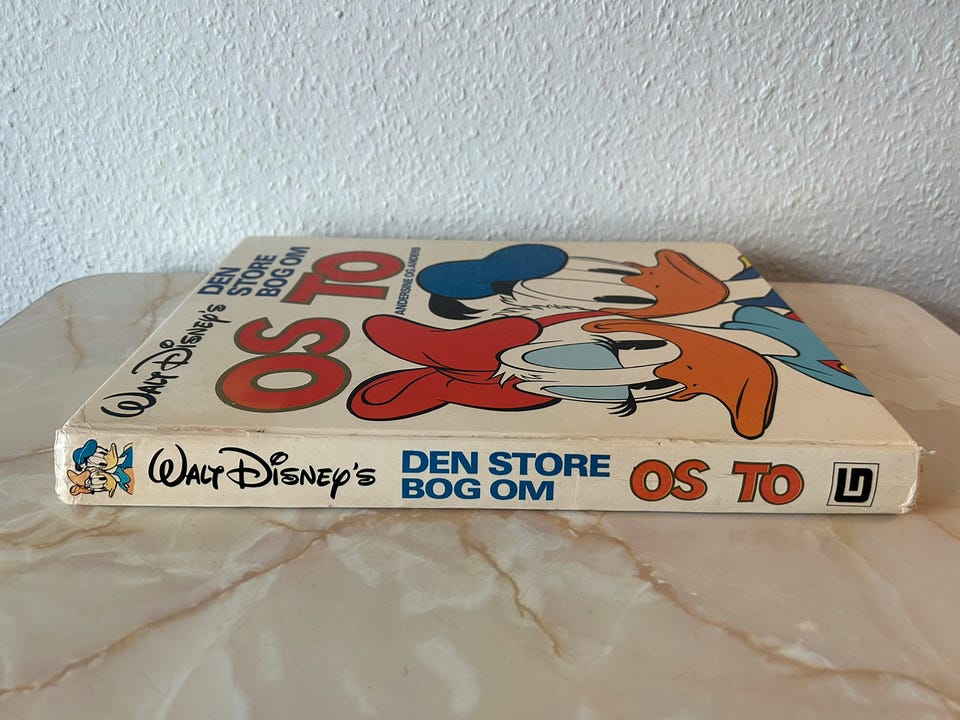 WALT DISNEY'S
DEN
STORE
BOG OM
OS TO
ANDERSINE OG ANDERS
WALT DISNEY'S
DEN STORE
BOG OM
OS TO
G